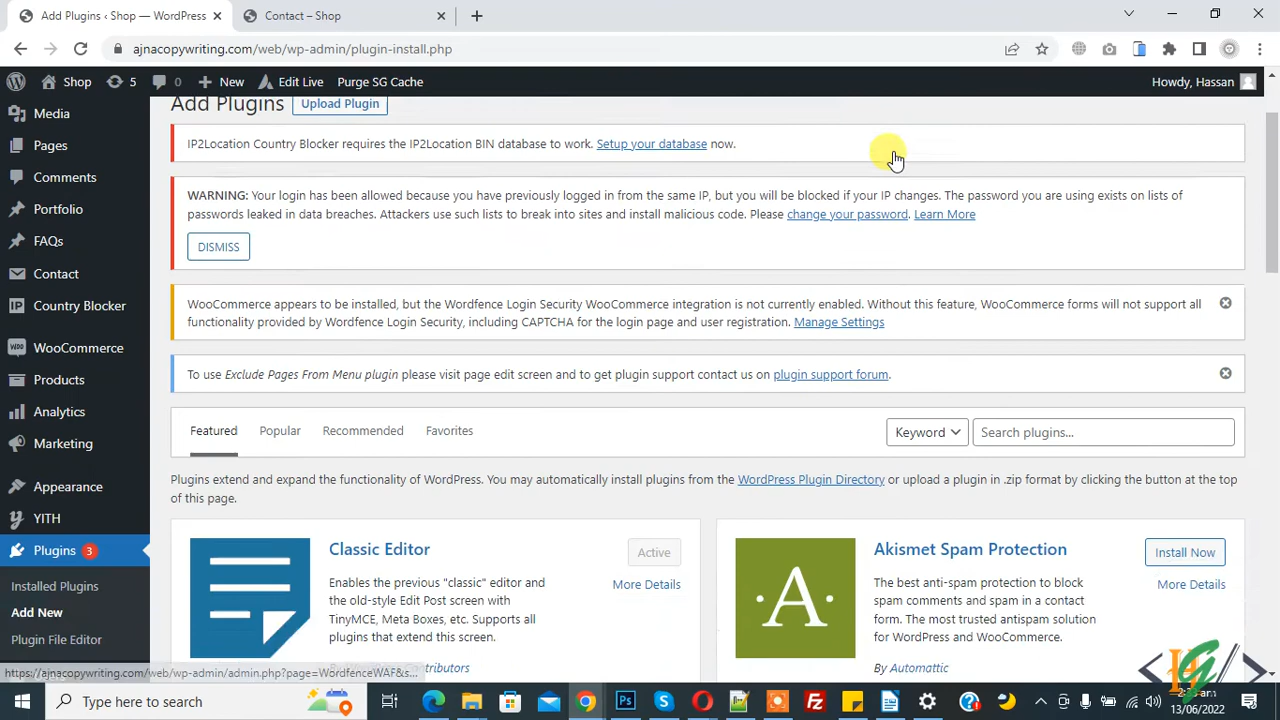 Add Plugins ‹ Shop — WordPress
Contact – Shop
ajnacopywriting.com/web/wp-admin/plugin-install.php
Shop
5
0
New
Edit Live
Purge SG Cache
Howdy, Hassan
Media
Pages
Comments
Portfolio
FAQs
Contact
Country Blocker
WooCommerce
Products
Analytics
Marketing
Appearance
YITH
Plugins 3
Installed Plugins
Add New
Plugin File Editor
Add Plugins
Upload Plugin
IP2Location Country Blocker requires the IP2Location BIN database to work. Setup your database now.
WARNING: Your login has been allowed because you have previously logged in from the same IP, but you will be blocked if your IP changes. The password you are using exists on lists of
passwords leaked in data breaches. Attackers use such lists to break into sites and install malicious code. Please change your password. Learn More
DISMISS
WooCommerce appears to be installed, but the Wordfence Login Security WooCommerce integration is not currently enabled. Without this feature, WooCommerce forms will not support all
functionality provided by Wordfence Login Security, including CAPTCHA for the login page and user registration. Manage Settings
To use Exclude Pages From Menu plugin please visit page edit screen and to get plugin support contact us on plugin support forum.
Featured
Popular
Recommended
Favorites
Keyword
Search plugins...
Plugins extend and expand the functionality of WordPress. You may automatically install plugins from the WordPress Plugin Directory or upload a plugin in .zip format by clicking the button at the top
of this page.
Classic Editor
Active
More Details
Enables the previous "classic" editor and
the old-style Edit Post screen with
TinyMCE, Meta Boxes, etc. Supports all
plugins that extend this screen.
Akismet Spam Protection
Install Now
More Details
The best anti-spam protection to block
spam comments and spam in a contact
form. The most trusted antispam solution
for WordPress and WooCommerce.
By Automattic
https://ajnacopywriting.com/web/wp-admin/admin.php?page=WordfenceWAF&s...
Type here to search
13/06/2022